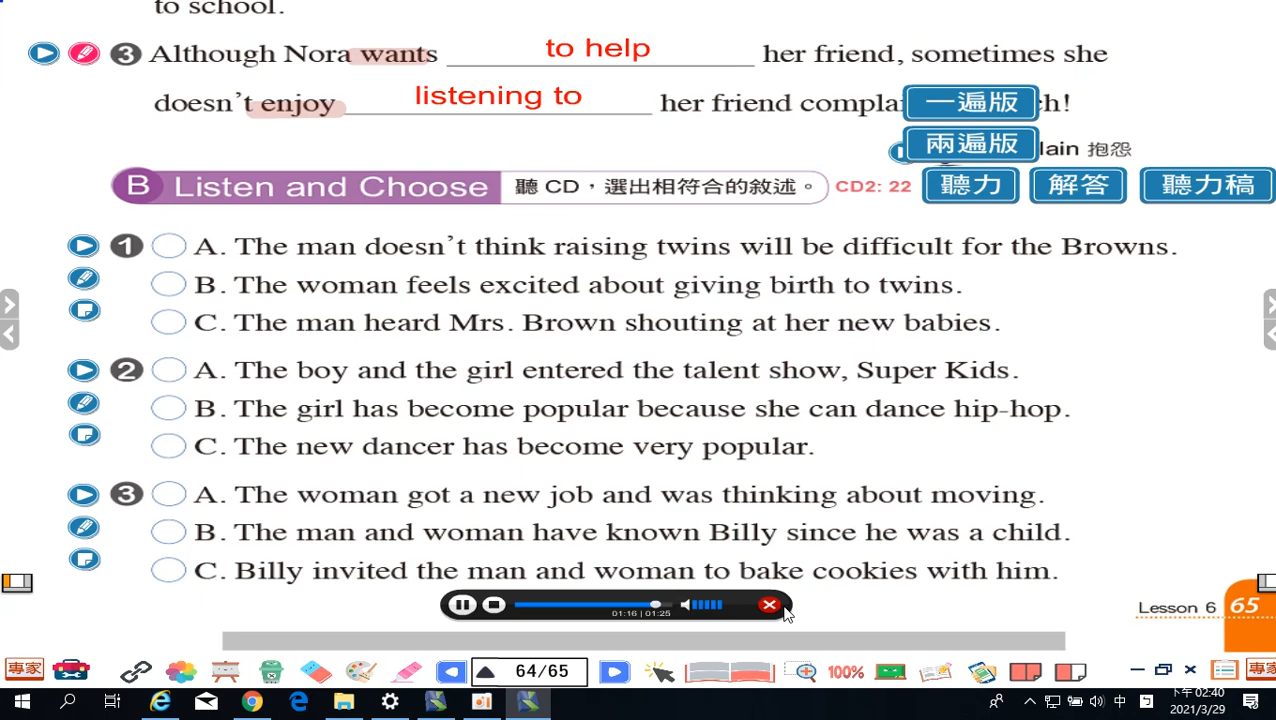 to school.
3 Although Nora wants to help her friend, sometimes she
doesn't enjoy listening to her friend
一遍版
兩遍版
抱怨
B Listen and Choose 聽 CD，選出相符合的敘述。 CD2: 22 聽力 解答 聽力稿
1 A. The man doesn't think raising twins will be difficult for the Browns.
B. The woman feels excited about giving birth to twins.
C. The man heard Mrs. Brown shouting at her new babies.
2 A. The boy and the girl entered the talent show, Super Kids.
B. The girl has become popular because she can dance hip-hop.
C. The new dancer has become very popular.
3 A. The woman got a new job and was thinking about moving.
B. The man and woman have known Billy since he was a child.
C. Billy invited the man and woman to bake cookies with him.
01:16 | 01:25
Lesson 6 65
專家 64/65 100% 專家
中 下午 02:40
2021/3/29